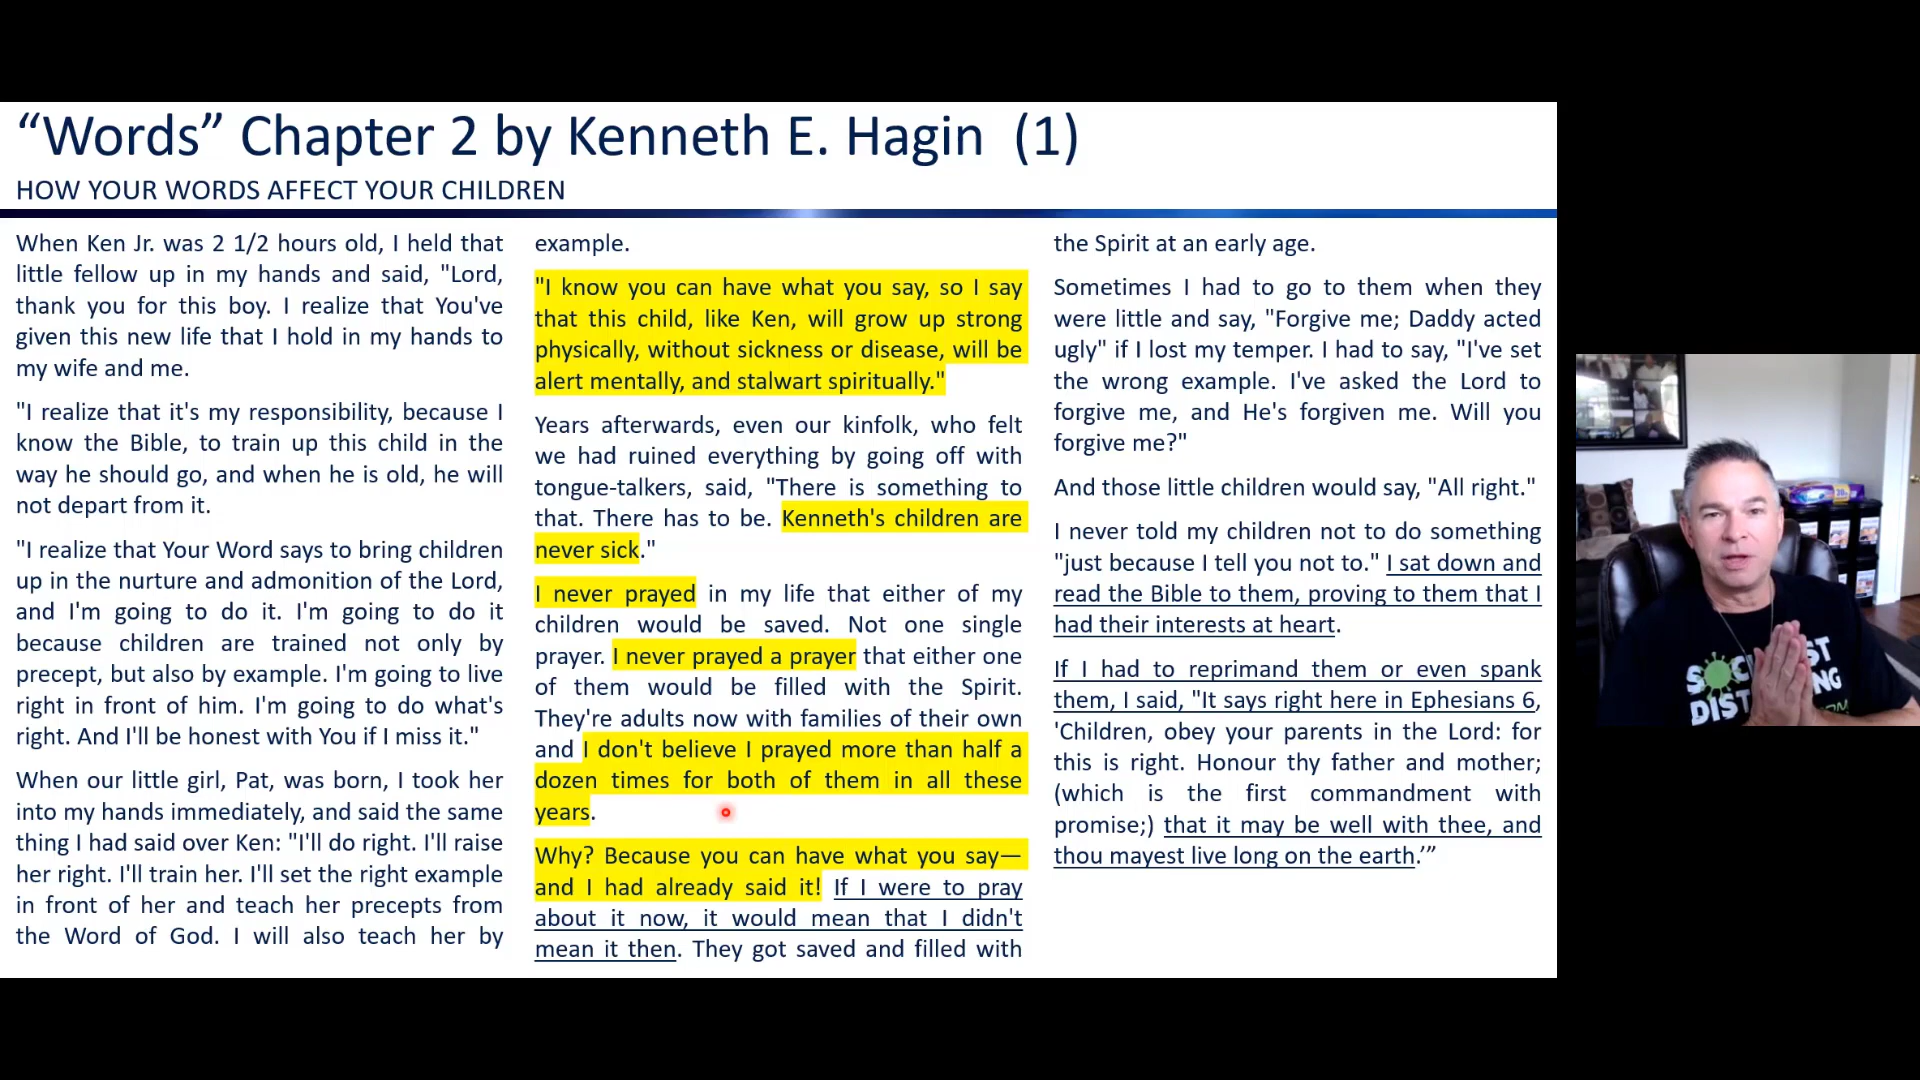 “Words” Chapter 2 by Kenneth E. Hagin (1)
HOW YOUR WORDS AFFECT YOUR CHILDREN
When Ken Jr. was 2 1/2 hours old, I held that
little fellow up in my hands and said, "Lord,
thank you for this boy. I realize that You've
given this new life that I hold in my hands to
my wife and me.
"I realize that it's my responsibility, because I
know the Bible, to train up this child in the
way he should go, and when he is old, he will
not depart from it.
"I realize that Your Word says to bring children
up in the nurture and admonition of the Lord,
and I'm going to do it. I'm going to do it
because children are trained not only by
precept, but also by example. I'm going to live
right in front of him. I'm going to do what's
right. And I'll be honest with You if I miss it."
When our little girl, Pat, was born, I took her
into my hands immediately, and said the same
thing I had said over Ken: "I'll do right. I'll raise
her right. I'll train her. I'll set the right example
in front of her and teach her precepts from
the Word of God. I will also teach her by
example.
"I know you can have what you say, so I say
that this child, like Ken, will grow up strong
physically, without sickness or disease, will be
alert mentally, and stalwart spiritually."
Years afterwards, even our kinfolk, who felt
we had ruined everything by going off with
tongue-talkers, said, "There is something to
that. There has to be. Kenneth's children are
never sick."
I never prayed in my life that either of my
children would be saved. Not one single
prayer. I never prayed a prayer that either one
of them would be filled with the Spirit.
They're adults now with families of their own
and I don't believe I prayed more than half a
dozen times for both of them in all these
years.
Why? Because you can have what you say—
and I had already said it! If I were to pray
about it now, it would mean that I didn't
mean it then. They got saved and filled with
the Spirit at an early age.
Sometimes I had to go to them when they
were little and say, "Forgive me; Daddy acted
ugly" if I lost my temper. I had to say, "I've set
the wrong example. I've asked the Lord to
forgive me, and He's forgiven me. Will you
forgive me?"
And those little children would say, "All right."
I never told my children not to do something
"just because I tell you not to." I sat down and
read the Bible to them, proving to them that I
had their interests at heart.
If I had to reprimand them or even spank
them, I said, "It says right here in Ephesians 6,
'Children, obey your parents in the Lord: for
this is right. Honour thy father and mother;
(which is the first commandment with
promise;) that it may be well with thee, and
thou mayest live long on the earth.’”